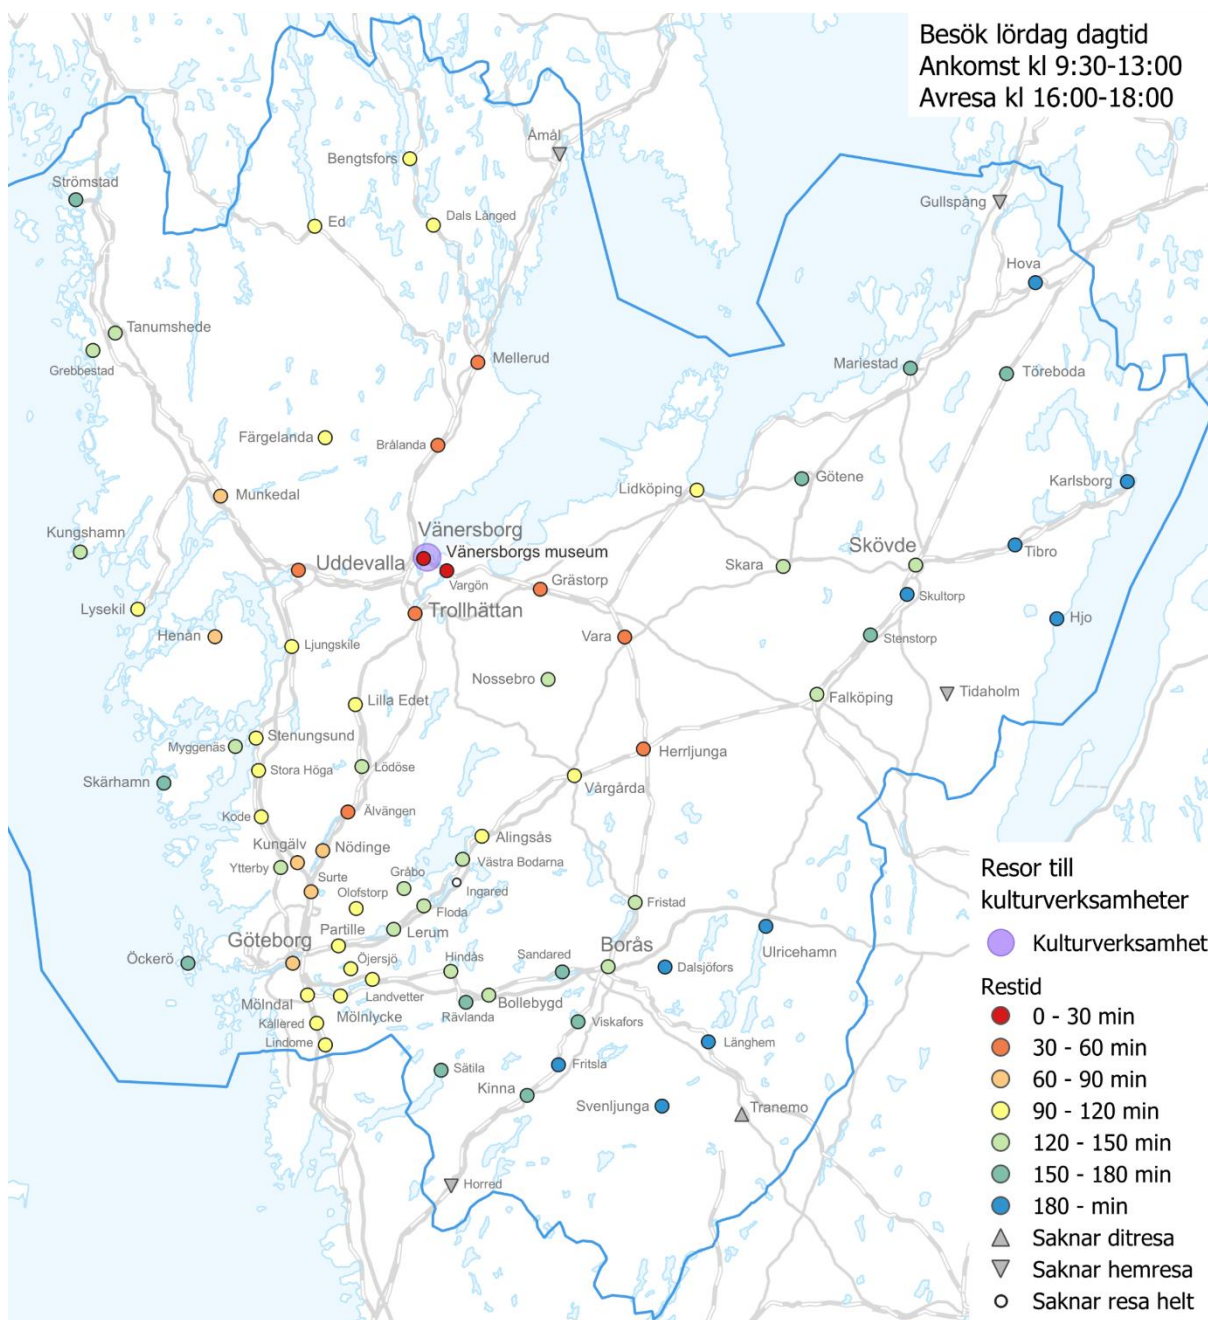 Besök lördag dagtid
Ankomst kl 9:30-13:00
Avresa kl 16:00-18:00
Åmål
Bengtsfors
Strömstad
Gullspång
Ed
Dals Långed
Hova
Tanumshede
Mellerud
Grebbestad
Mariestad
Töreboda
Färgelanda
Brålanda
Götene
Karlsborg
Lidköping
Munkedal
Vänersborg
Kungshamn
Vänersborgs museum
Skövde
Tibro
Uddevalla
Skara
Vargön
Grästorp
Skultorp
Lysekil
Trollhättan
Hjo
Henån
Vara
Stenstorp
Ljungskile
Nossebro
Tidaholm
Falköping
Lilla Edet
Stenungsund
Myggenäs
Herrljunga
Lödöse
Stora Höga
Skärhamn
Vårgårda
Älvängen
Kode
Alingsås
Kungälv
Nödinge
Västra Bodarna
Ytterby
Gråbo
Surte
Ingared
Olofstorp
Fristad
Floda
Partille
Lerum
Göteborg
Ulricehamn
Borås
Öjersjö
Hindås
Sandared
Öckerö
Dalsjöfors
Landvetter
Mölndal
Bollebygd
Mölnlycke
Rävlanda
Kållered
Viskafors
Lindome
Länghem
Sätila
Fritsla
Kinna
Svenljunga
Tranemo
Horred
Resor till
kulturverksamheter
Kulturverksamhet
Restid
0 - 30 min
30 - 60 min
60 - 90 min
90 - 120 min
120 - 150 min
150 - 180 min
180 - min
Saknar ditresa
Saknar hemresa
Saknar resa helt